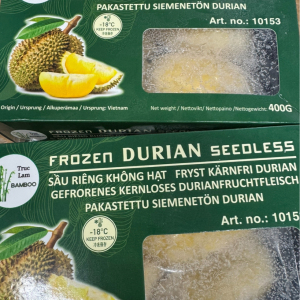 PAKASTETTU SIEMENETÖN DURIAN
Art. no.: 10153
-18°C
KEEP FROZEN
Origin / Ursprung / Alkuperämaa / Ursprung: Vietnam
Net weight / Nettovikt / Nettopaino / Nettogewicht: 400G
Truc Lam
BAMBOO
FROZEN DURIAN SEEDLESS
SẦU RIÊNG KHÔNG HẠT FRYST KÄRNFRI DURIAN
GEFRORENES KERNLOSES DURIANFRUCHTFLEISCH
PAKASTETTU SIEMENETÖN DURIAN
-18°C
KEEP FROZEN
Art. no.: 1015